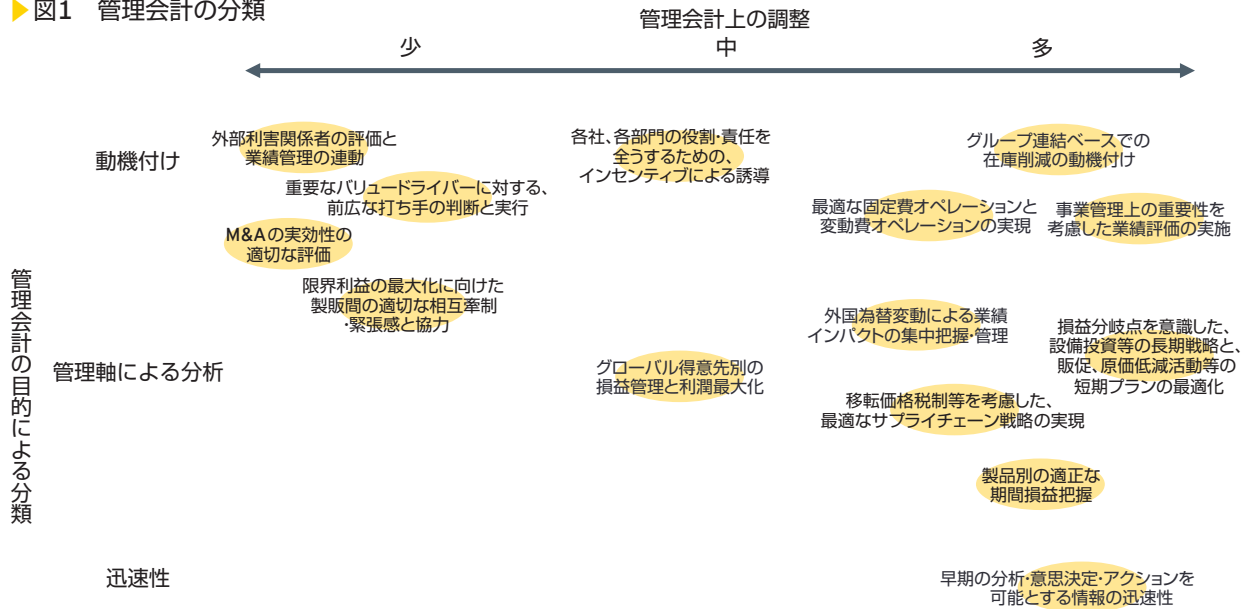 ▶図1 管理会計の分類
管理会計上の調整
少 中 多
管理会計の目的による分類
動機付け
外部利害関係者の評価と
業績管理の連動
重要なバリュードライバーに対する、
前広な打ち手の判断と実行
M&Aの実効性の
適切な評価
限界利益の最大化に向けた
製販間の適切な相互牽制
・緊張感と協力
各社、各部門の役割・責任を
全うするための、
インセンティブによる誘導
グループ連結ベースでの
在庫削減の動機付け
最適な固定費オペレーションと
変動費オペレーションの実現
事業管理上の重要性を
考慮した業績評価の実施
管理軸による分析
グローバル得意先別の
損益管理と利潤最大化
外国為替変動による業績
インパクトの集中把握・管理
損益分岐点を意識した、
設備投資等の長期戦略と、
販促、原価低減活動等の
短期プランの最適化
移転価格税制等を考慮した、
最適なサプライチェーン戦略の実現
製品別の適正な
期間損益把握
迅速性
早期の分析・意思決定・アクションを
可能とする情報の迅速性